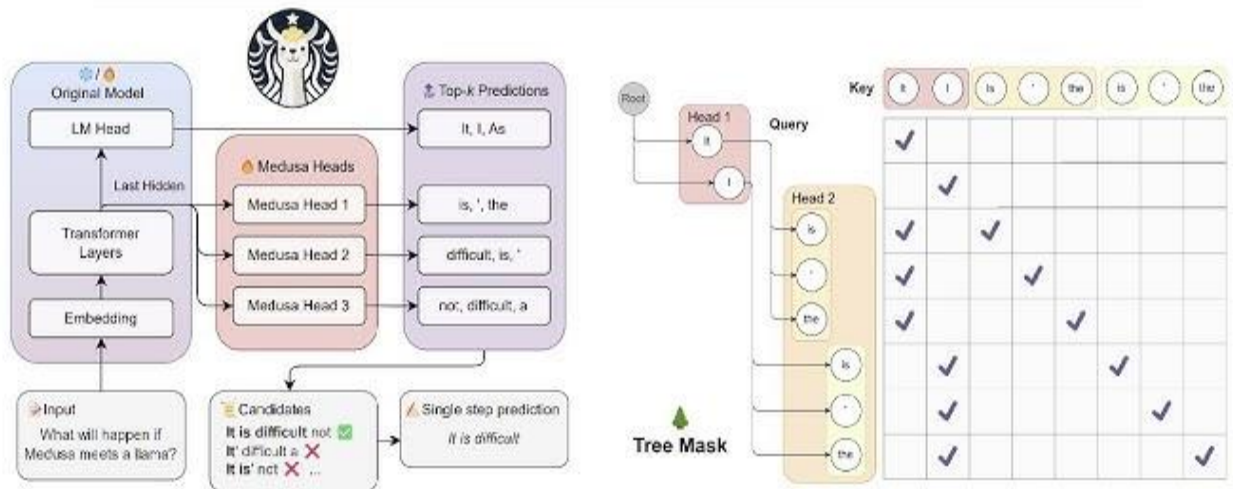 Original Model
LM Head
Last Hidden
Transformer
Layers
Embedding
Input
What will happen if
Medusa meets a llama?
Medusa Heads
Medusa Head 1
Medusa Head 2
Medusa Head 3
Top-k Predictions
It, I, As
is, ', the
difficult, is, '
not, difficult, a
Candidates
It is difficult not
It' difficult a
It is' not ...
Single step prediction
It is difficult
Root
Head 1
It
I
Query
Head 2
is
'
the
is
'
the
Tree Mask
Key
It I is ' the is ' the